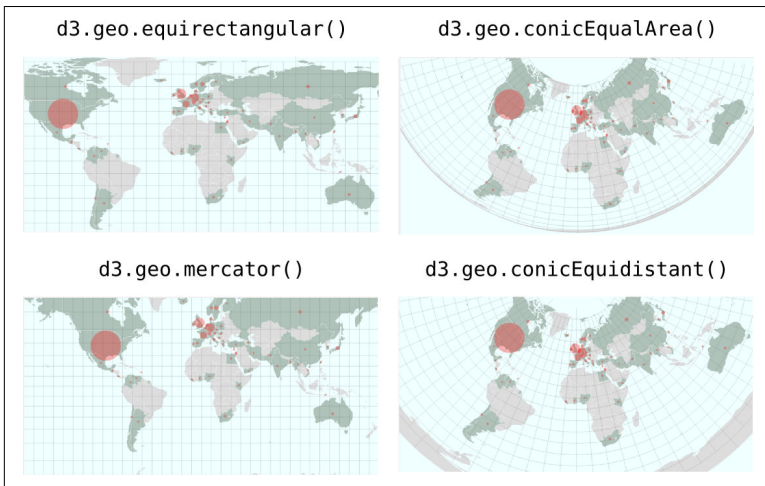 d3.geo.equirectangular()
d3.geo.conicEqualArea()
d3.geo.mercator()
d3.geo.conicEquidistant()